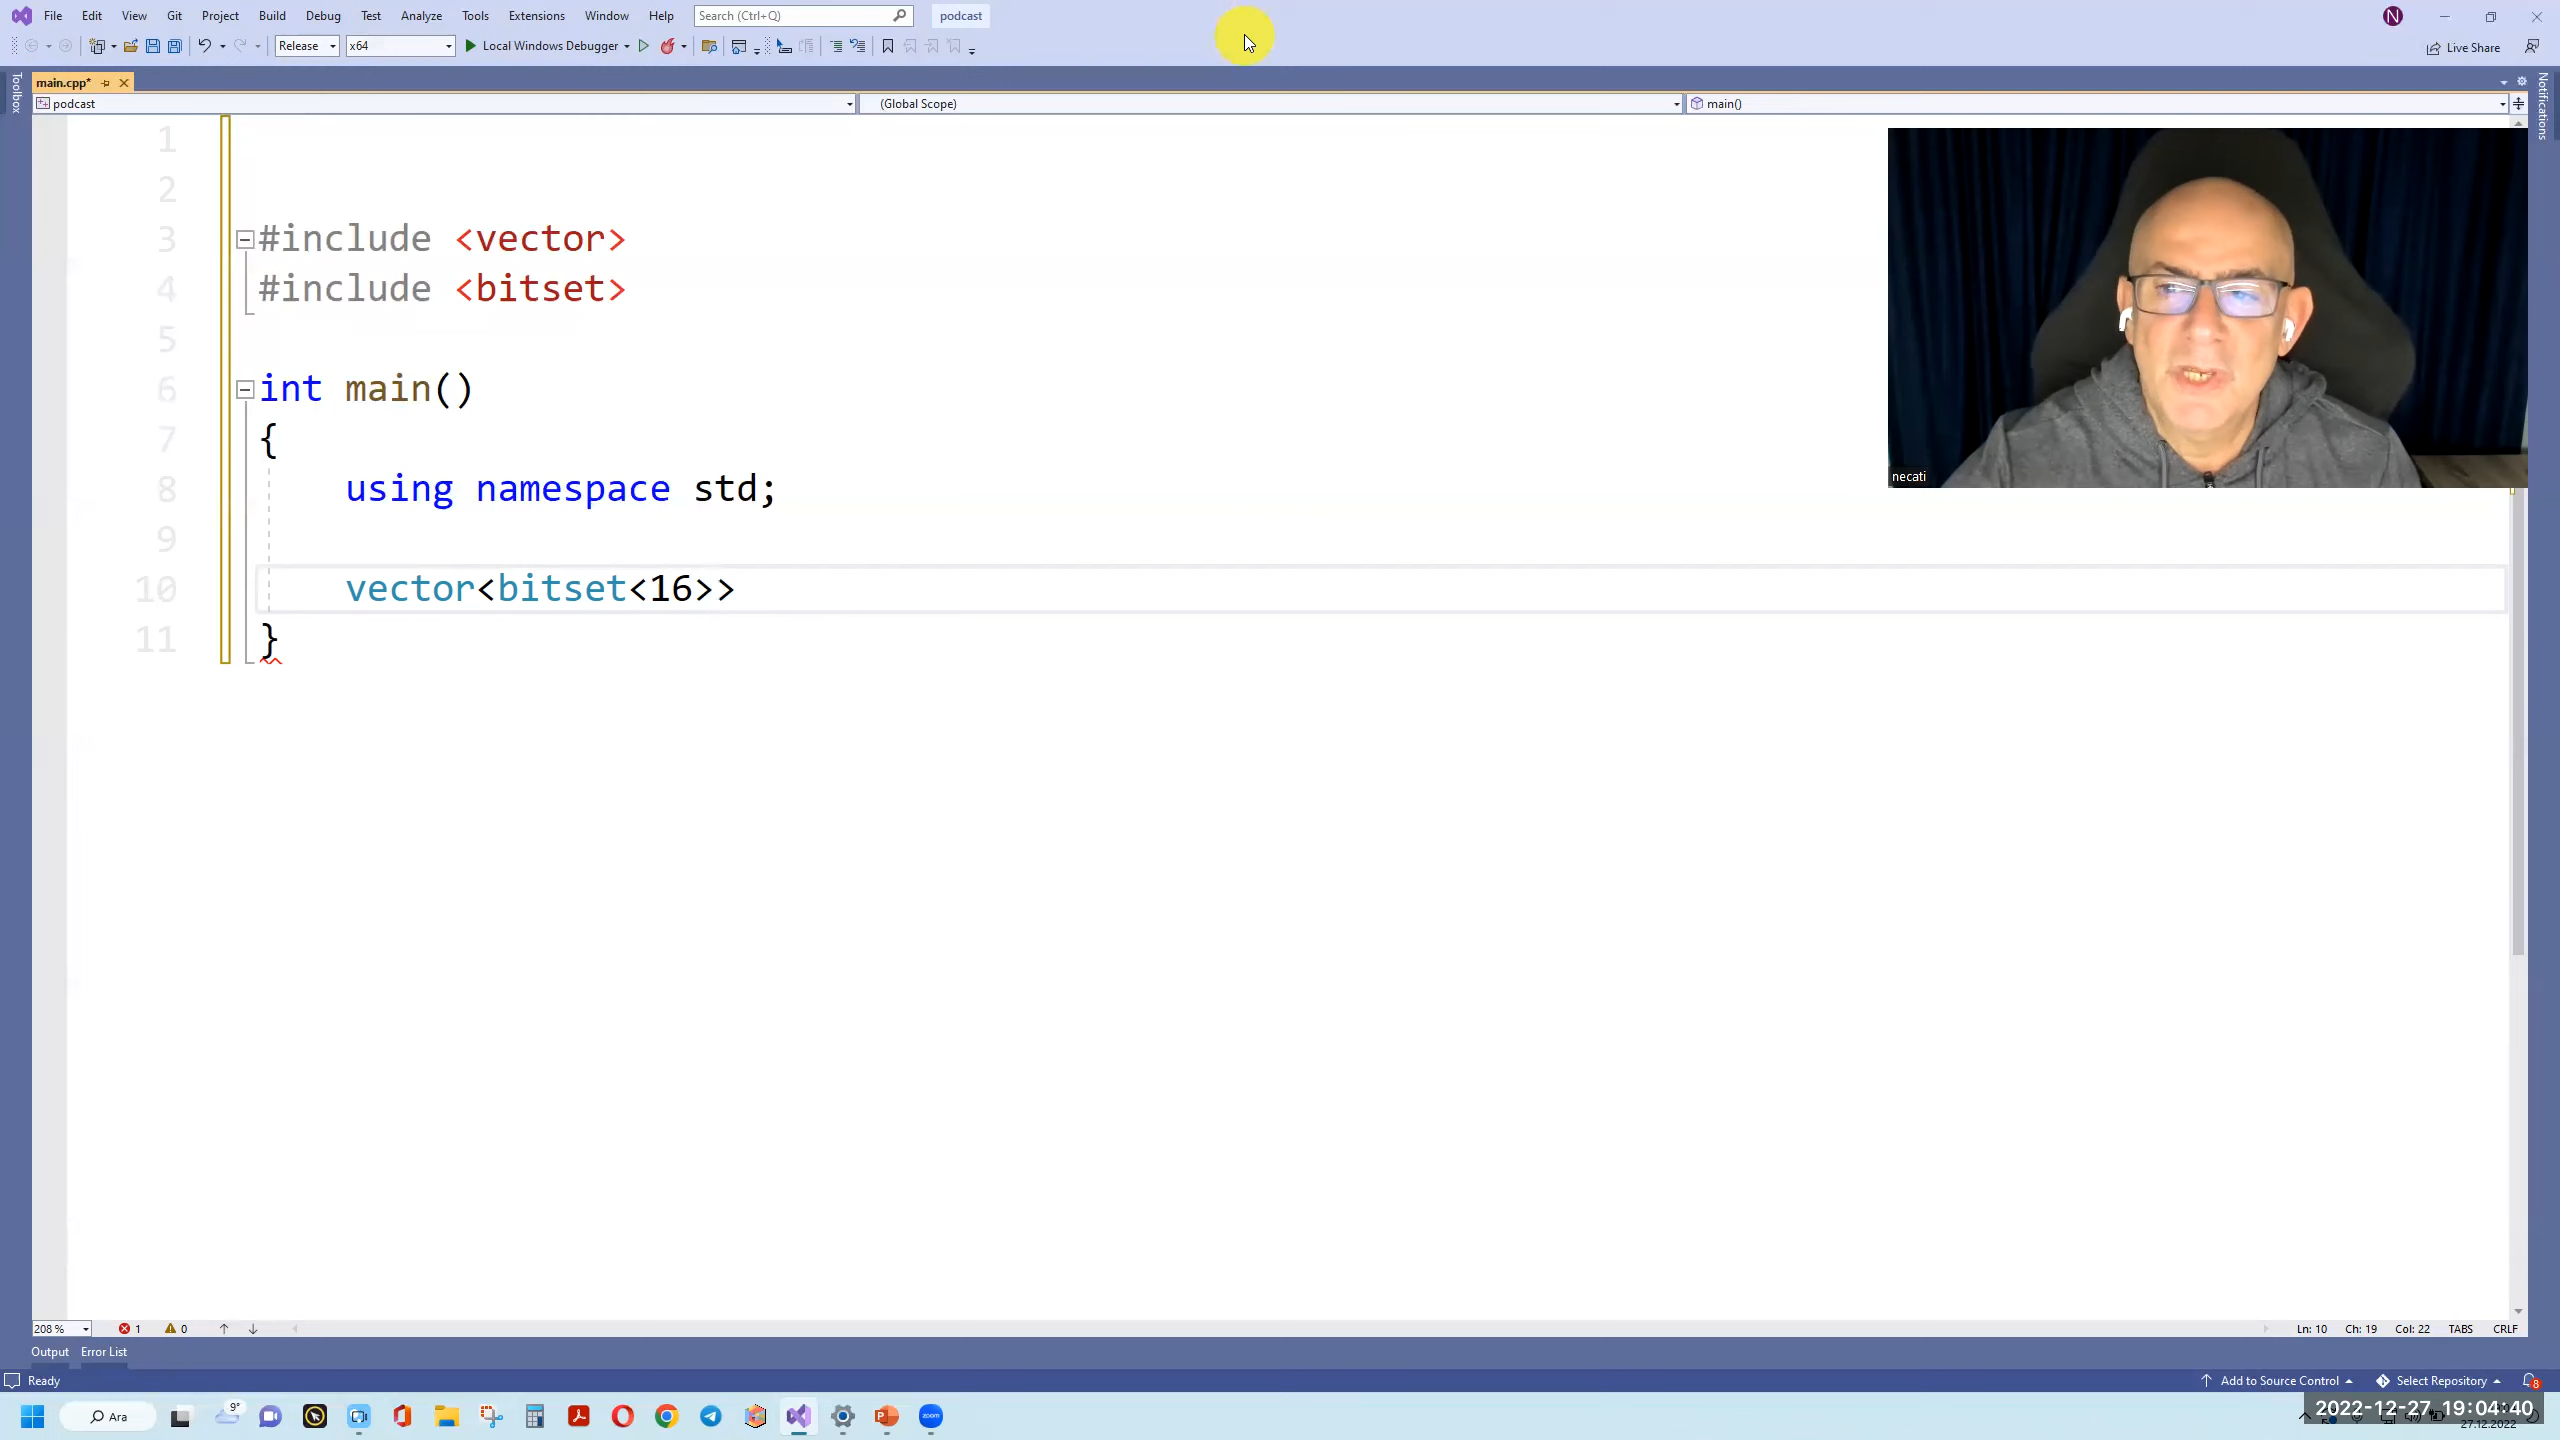 File Edit View Git Project Build Debug Test Analyze Tools Extensions Window Help Search (Ctrl+Q) podcast N
Release x64 Local Windows Debugger Live Share
Toolbox
main.cpp*
Notifications
podcast (Global Scope) main()
1
2
3 #include <vector>
4 #include <bitset>
5
6 int main()
7 {
8 using namespace std;
9
10 vector<bitset<16>>
11 }
necati
208 % 1 0 Ln: 10 Ch: 19 Col: 22 TABS CRLF
Output Error List
Ready Add to Source Control Select Repository 8
9° Ara zoom
2022-12-27 19:04:40
27.12.2022